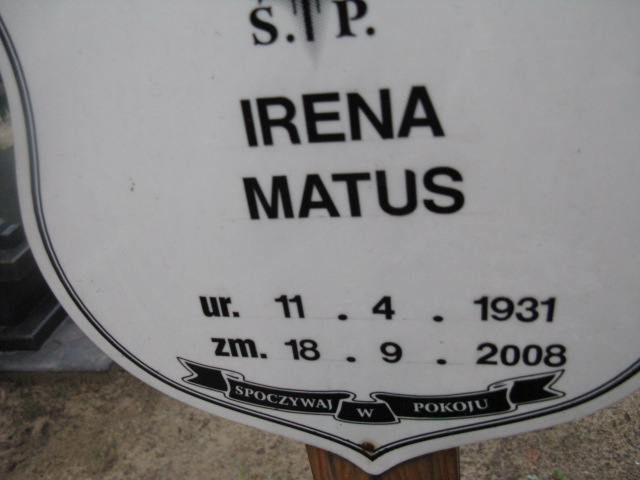 Ś. P.
IRENA
MATUS
ur. 11 . 4 . 1931
zm. 18 . 9 . 2008
SPOCZYWAJ W POKOJU